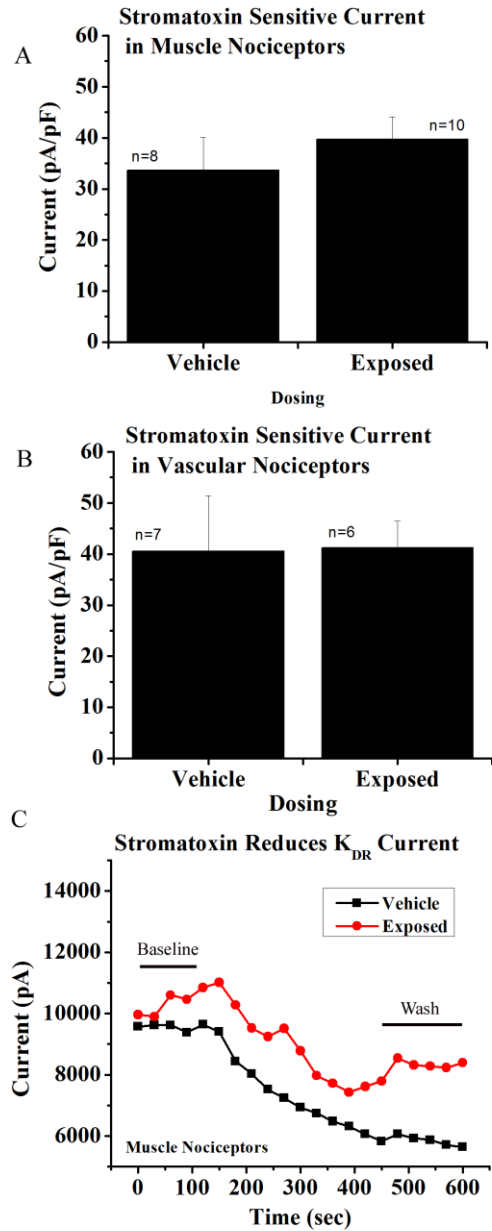 A
Stromatoxin Sensitive Current
in Muscle Nociceptors
60
50
40
30
20
10
0
Current (pA/pF)
n=8
n=10
Vehicle
Exposed
Dosing
B
Stromatoxin Sensitive Current
in Vascular Nociceptors
60
50
40
30
20
10
0
Current (pA/pF)
n=7
n=6
Vehicle
Exposed
Dosing
C
Stromatoxin Reduces KDR Current
14000
12000
10000
8000
6000
Current (pA)
Vehicle
Exposed
Baseline
Wash
Muscle Nociceptors
0 100 200 300 400 500 600
Time (sec)